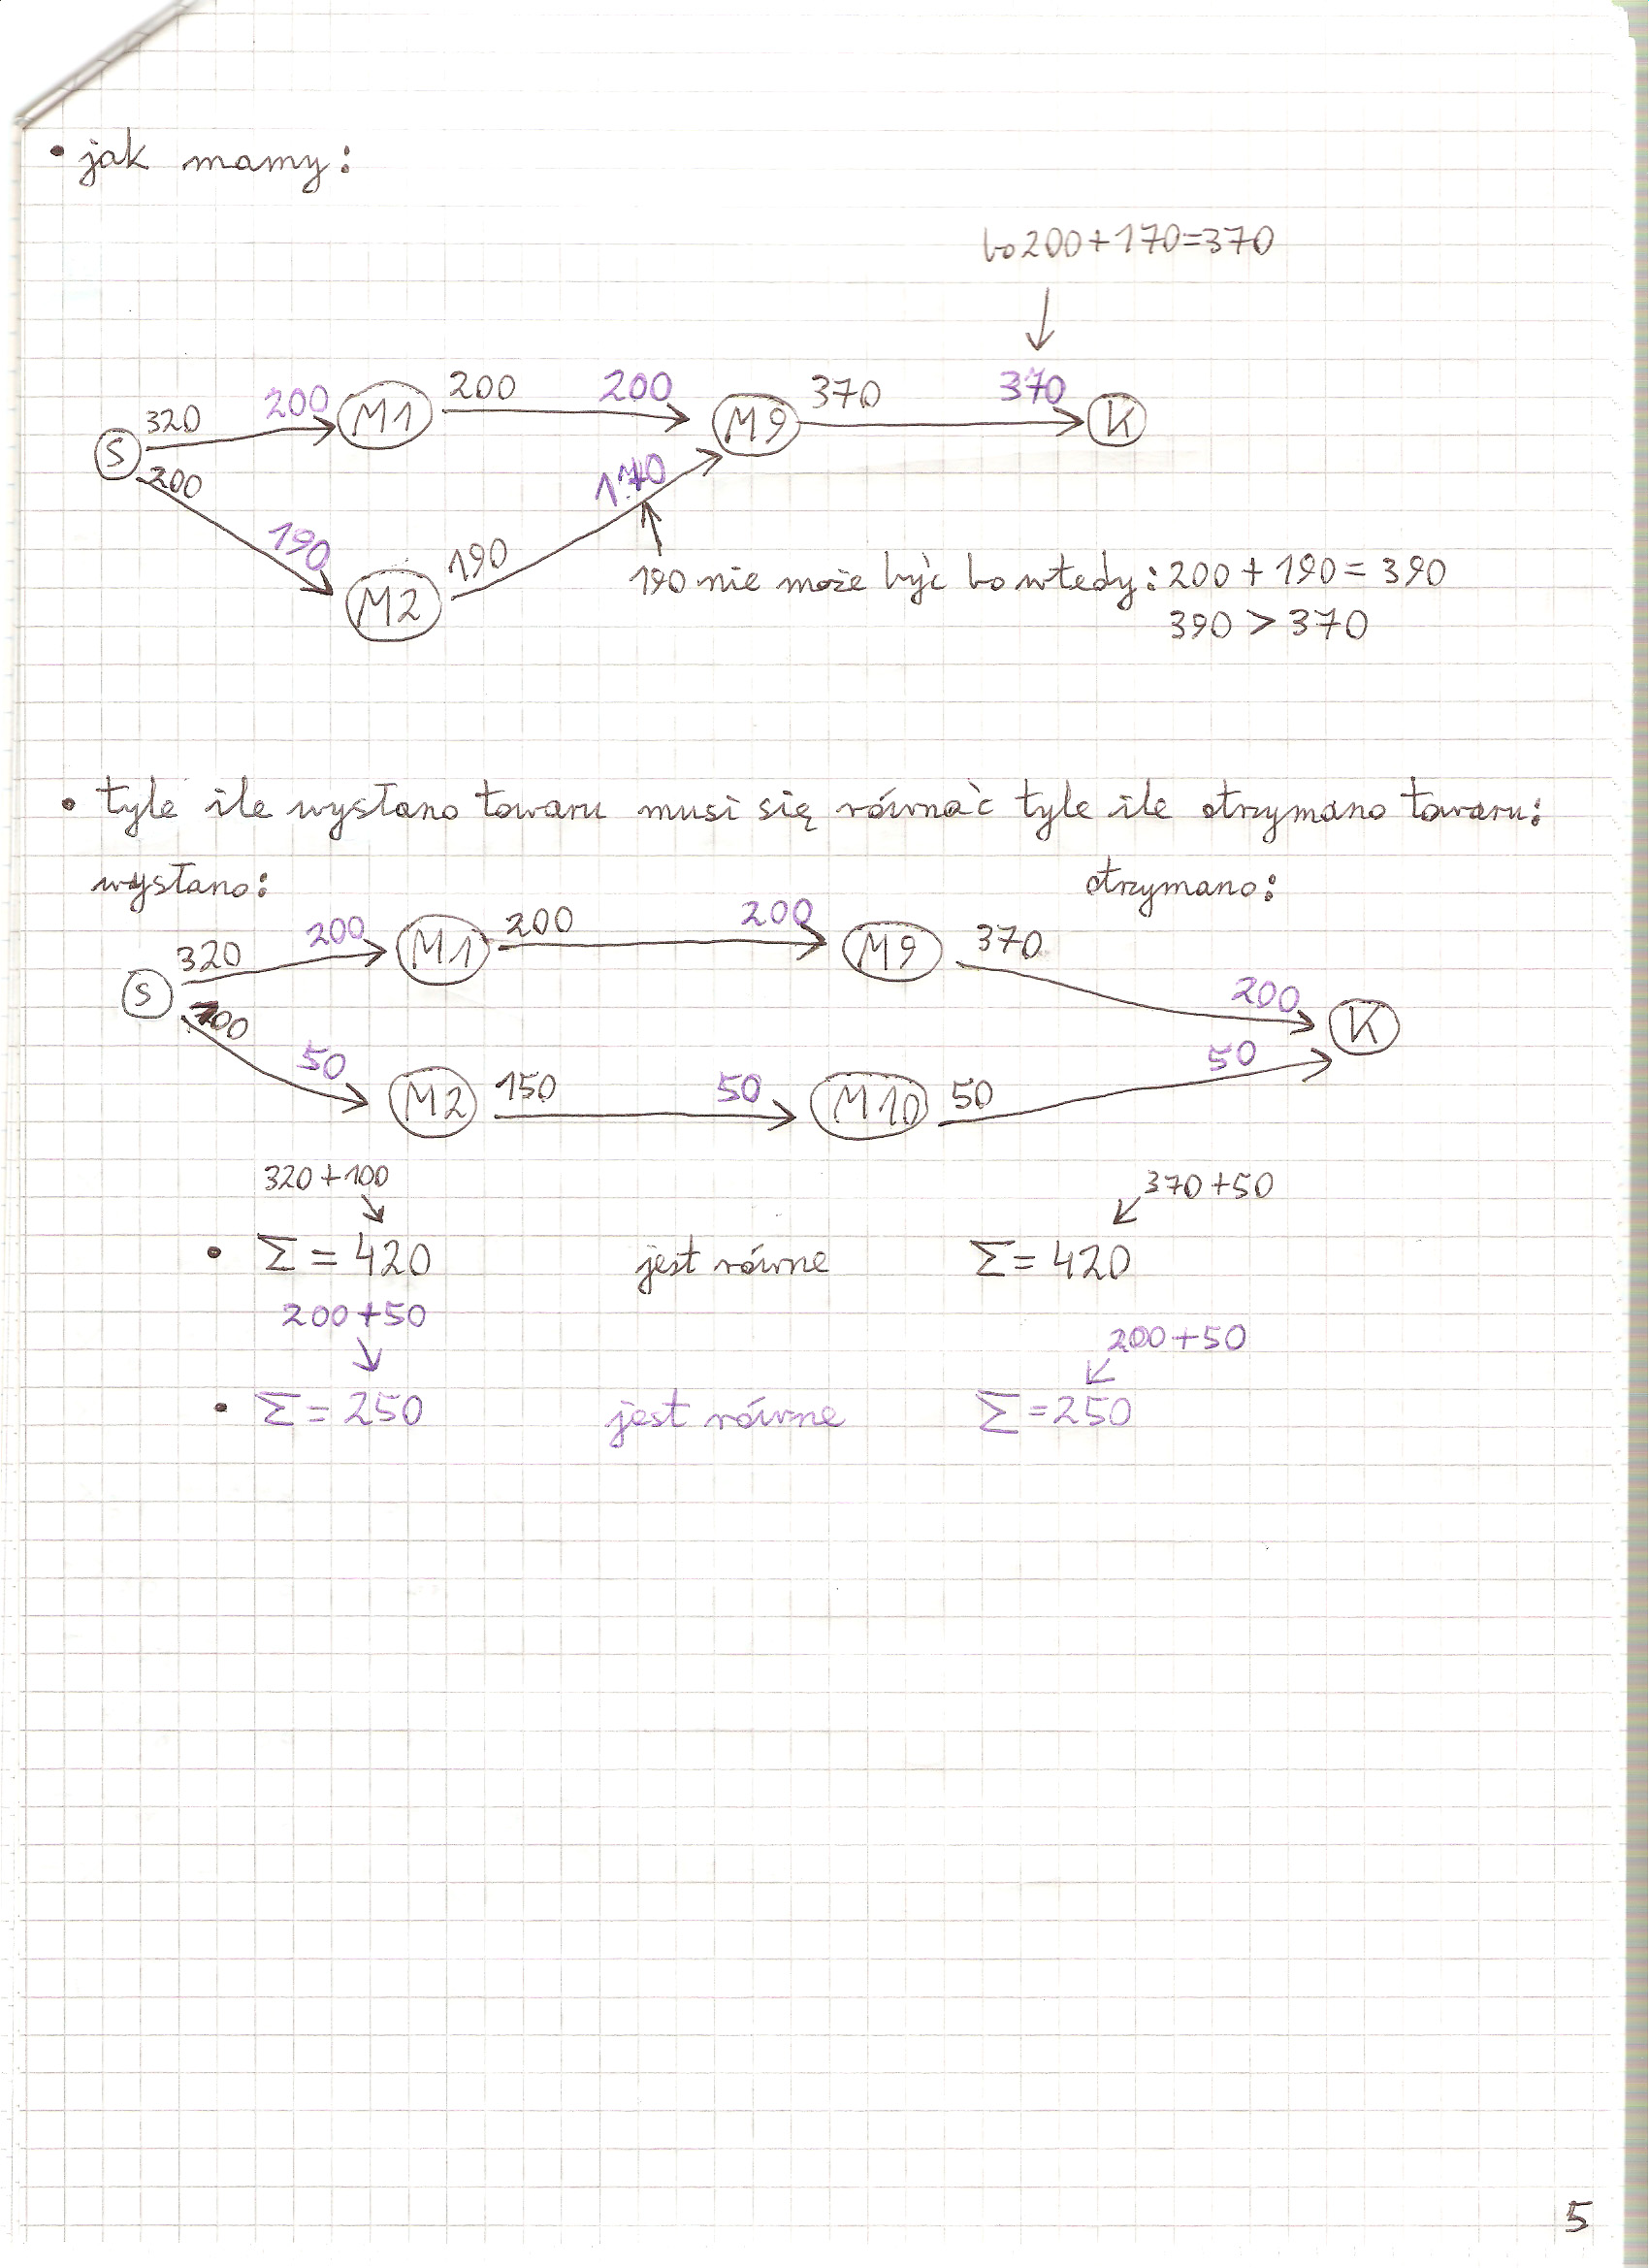 • jak mamy:
bo 200 + 170 = 370
320 200 M1 200 200 M9 370 370 K
S
200 170
190 M2 190
190 nie może być bo wtedy: 200 + 190 = 390
390 > 370
• tyle ile wysłano towaru musi się równać tyle ile otrzymano towaru:
wysłano: otrzymano:
320 200 M1 200 200 M9 370
S 200 K
100 50 M2 150 50 M10 50 50
320 + 100 370 + 50
• Σ = 420 jest równe Σ = 420
200 + 50 200 + 50
• Σ = 250 jest równe Σ = 250
5